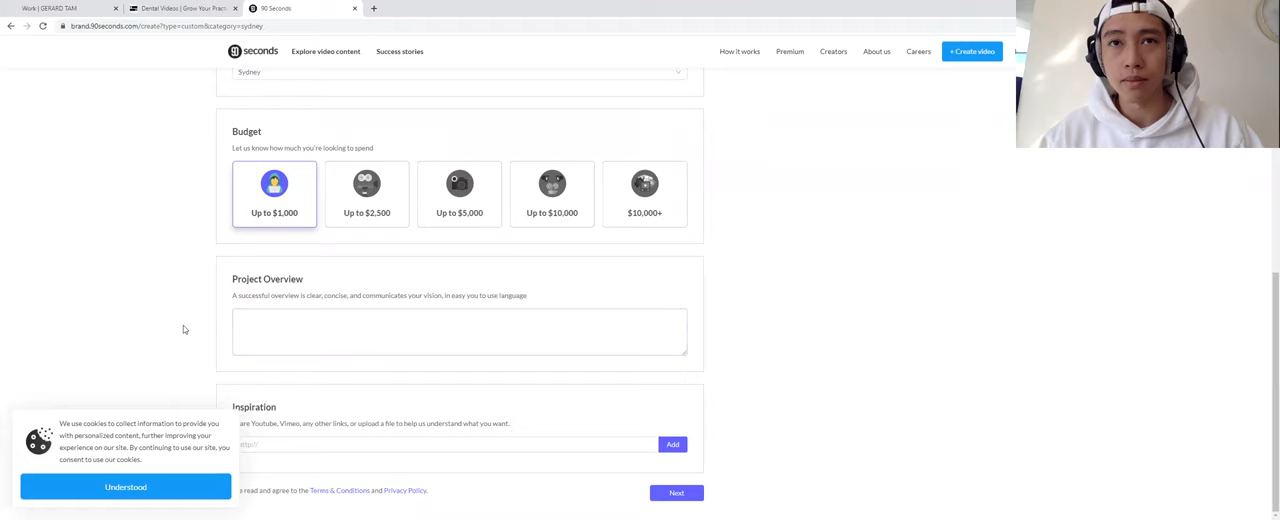 Work | GERARD TAM
Dental Videos | Grow Your Pract
90 Seconds
brand.90seconds.com/create?type=custom&category=sydney
90 seconds
Explore video content
Success stories
How it works
Premium
Creators
About us
Careers
+ Create video
Sydney
Budget
Let us know how much you're looking to spend
Up to $1,000
Up to $2,500
Up to $5,000
Up to $10,000
$10,000+
Project Overview
A successful overview is clear, concise, and communicates your vision, in easy you to use language
Inspiration
are Youtube, Vimeo, any other links, or upload a file to help us understand what you want.
http://
Add
We use cookies to collect information to provide you
with personalized content, further improving your
experience on our site. By continuing to use our site, you
consent to use our cookies.
Understood
read and agree to the Terms & Conditions and Privacy Policy.
Next